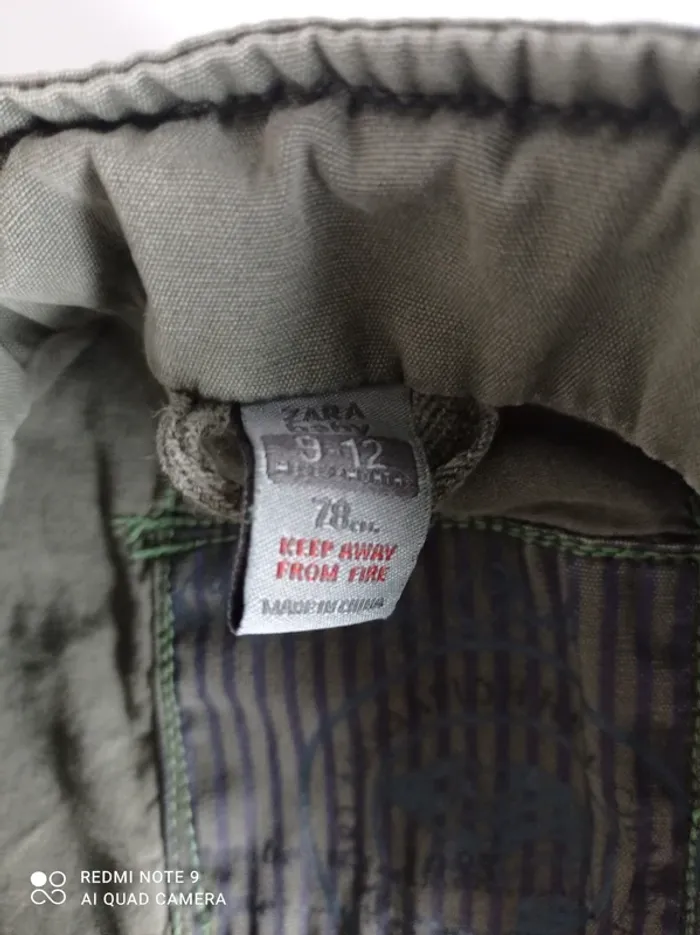 ZARA
baby
9-12
78cm.
KEEP AWAY
FROM FIRE
MADE IN CHINA
REDMI NOTE 9
AI QUAD CAMERA